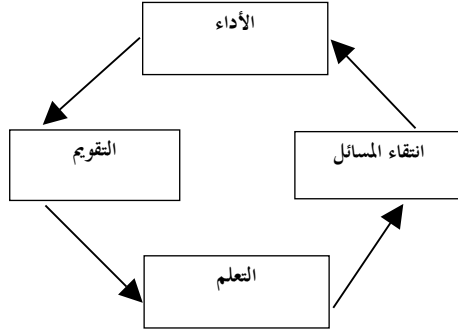 الأداء
انتقاء المسائل
التقويم
التعلم